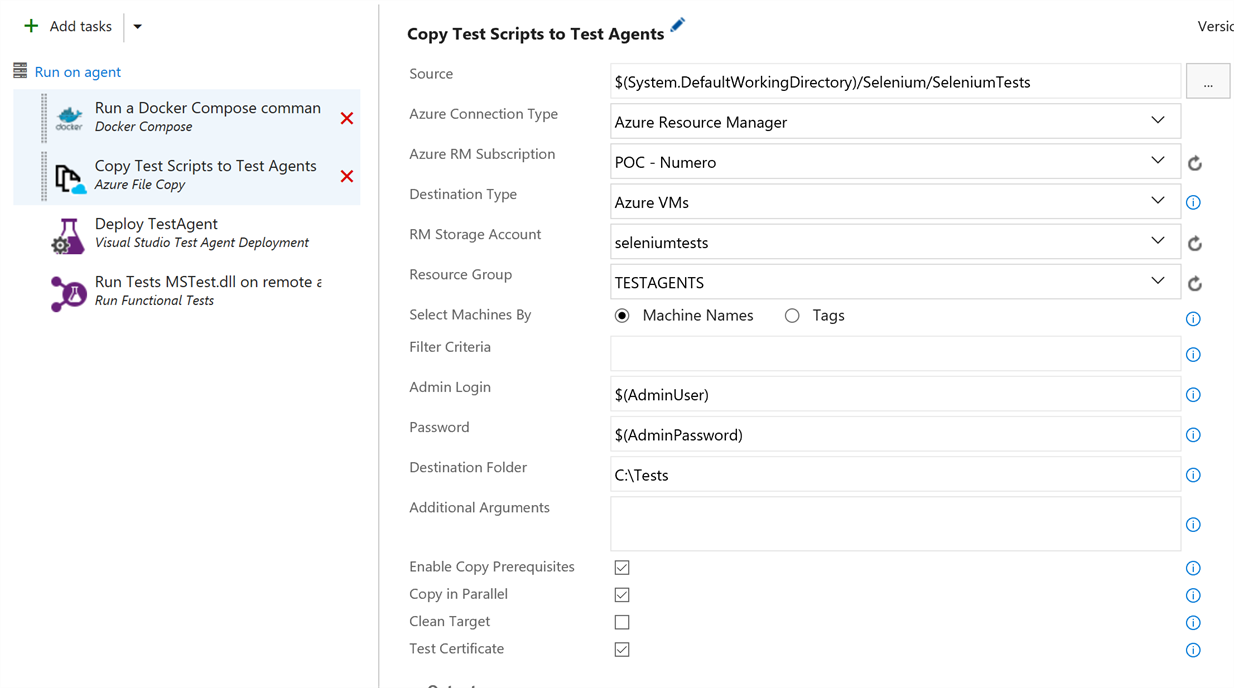 Add tasks
Run on agent
Run a Docker Compose comman
Docker Compose
Copy Test Scripts to Test Agents
Azure File Copy
Deploy TestAgent
Visual Studio Test Agent Deployment
Run Tests MSTest.dll on remote a
Run Functional Tests
docker
Copy Test Scripts to Test Agents
Versio
Source
$(System.DefaultWorkingDirectory)/Selenium/SeleniumTests
...
Azure Connection Type
Azure Resource Manager
Azure RM Subscription
POC - Numero
Destination Type
Azure VMs
RM Storage Account
seleniumtests
Resource Group
TESTAGENTS
Select Machines By
Machine Names
Tags
Filter Criteria
Admin Login
$(AdminUser)
Password
$(AdminPassword)
Destination Folder
C:\Tests
Additional Arguments
Enable Copy Prerequisites
Copy in Parallel
Clean Target
Test Certificate